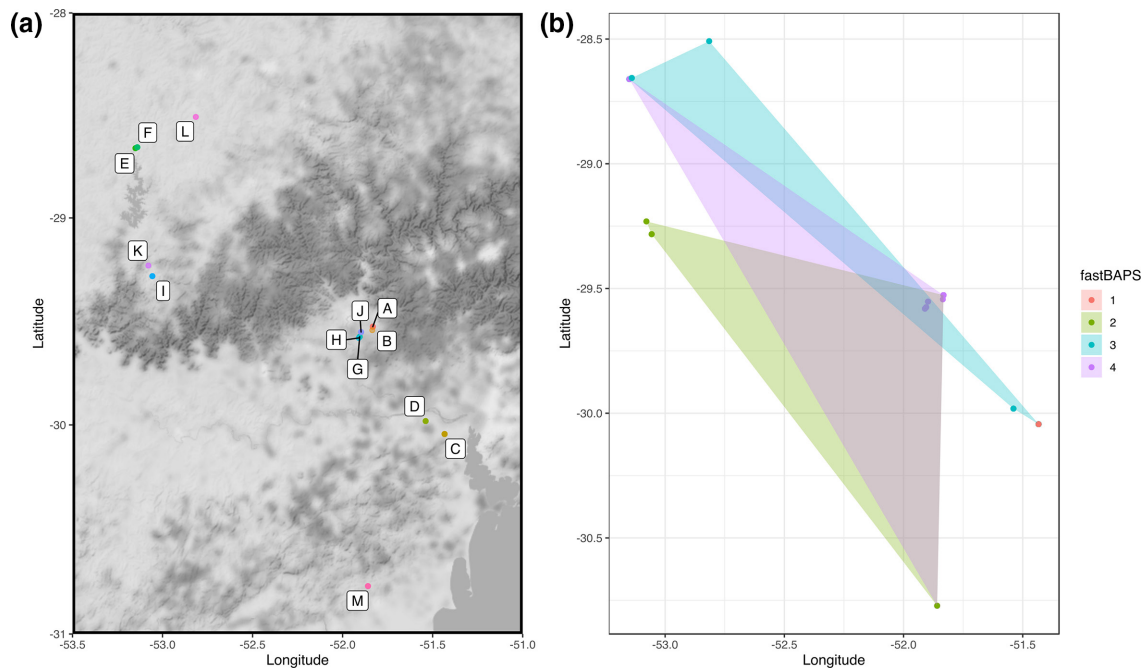 (a)
-28
-29
-30
-31
Latitude
L
F
E
K
I
J
A
H
B
G
D
C
M
-53.5
-53.0
-52.5
-52.0
-51.5
-51.0
Longitude
(b)
-28.5
-29.0
-29.5
-30.0
-30.5
Latitude
-53.0
-52.5
-52.0
-51.5
Longitude
fastBAPS
1
2
3
4